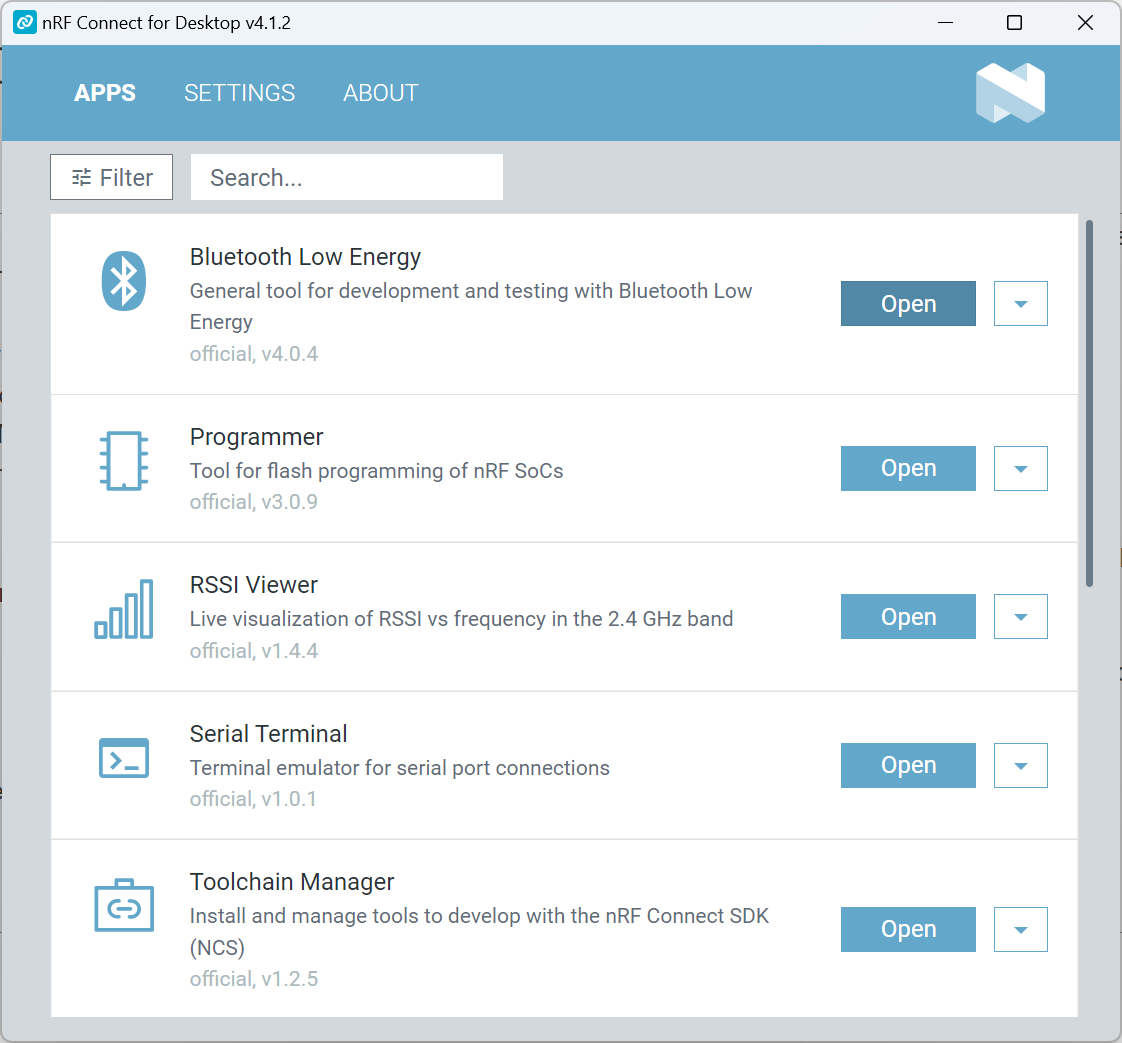 nRF Connect for Desktop v4.1.2
APPS SETTINGS ABOUT
Filter Search...
Bluetooth Low Energy
General tool for development and testing with Bluetooth Low
Energy
official, v4.0.4
Open
Programmer
Tool for flash programming of nRF SoCs
official, v3.0.9
Open
RSSI Viewer
Live visualization of RSSI vs frequency in the 2.4 GHz band
official, v1.4.4
Open
Serial Terminal
Terminal emulator for serial port connections
official, v1.0.1
Open
Toolchain Manager
Install and manage tools to develop with the nRF Connect SDK
(NCS)
official, v1.2.5
Open